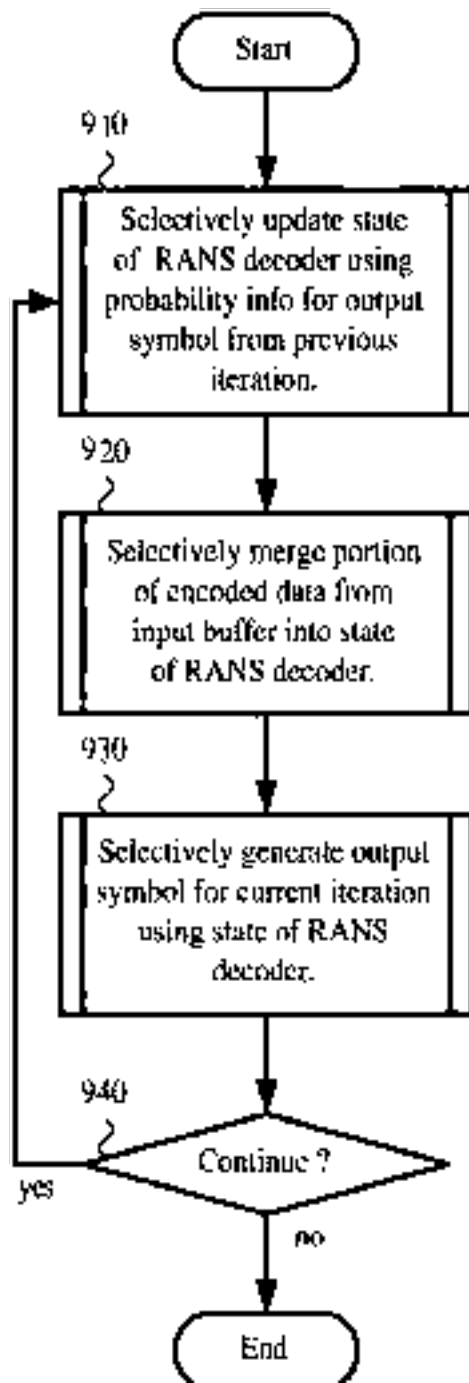 Start
910
Selectively update state
of RANS decoder using
probability info for output
symbol from previous
iteration.
920
Selectively merge portion
of encoded data from
input buffer into state
of RANS decoder.
930
Selectively generate output
symbol for current iteration
using state of RANS
decoder.
940
Continue ?
yes
no
End